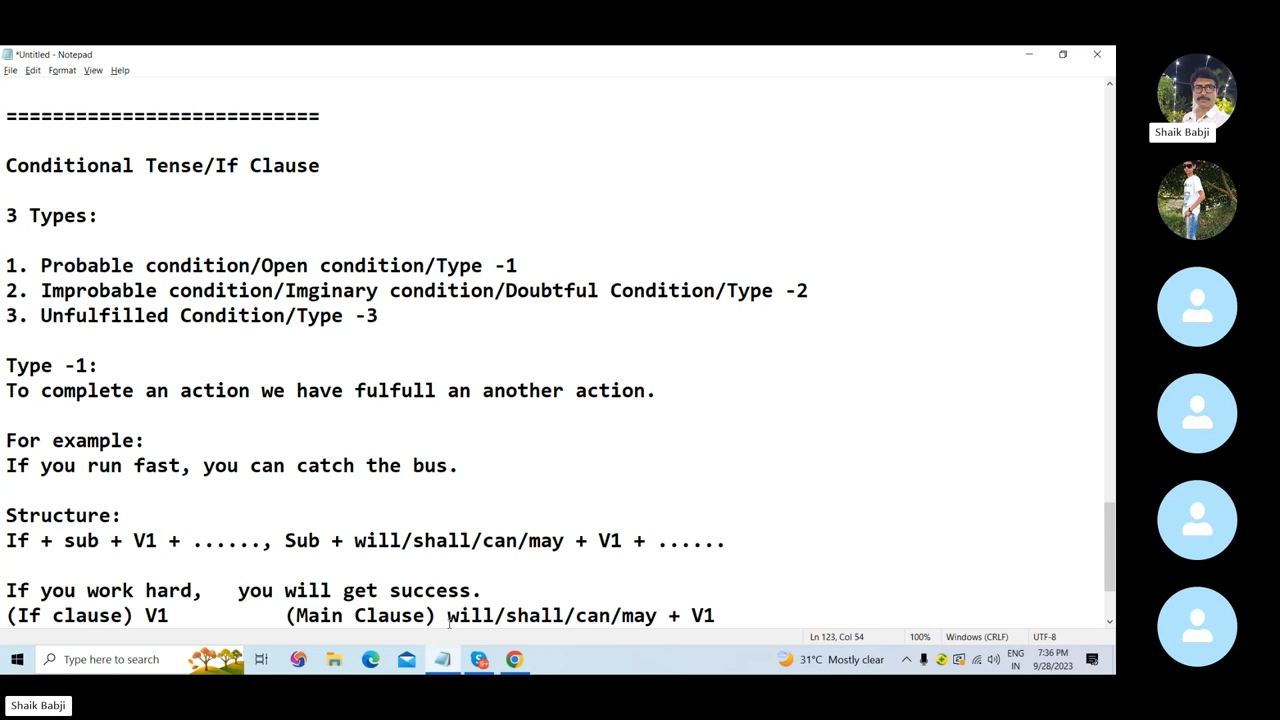 *Untitled - Notepad
File Edit Format View Help
===========================
Conditional Tense/If Clause
3 Types:
1. Probable condition/Open condition/Type -1
2. Improbable condition/Imginary condition/Doubtful Condition/Type -2
3. Unfulfilled Condition/Type -3
Type -1:
To complete an action we have fulfull an another action.
For example:
If you run fast, you can catch the bus.
Structure:
If + sub + V1 + ......, Sub + will/shall/can/may + V1 + ......
If you work hard,   you will get success.
(If clause) V1          (Main Clause) will/shall/can/may + V1
Ln 123, Col 54 100% Windows (CRLF) UTF-8
Type here to search
31°C Mostly clear
ENG
IN
7:36 PM
9/28/2023
Shaik Babji
Shaik Babji